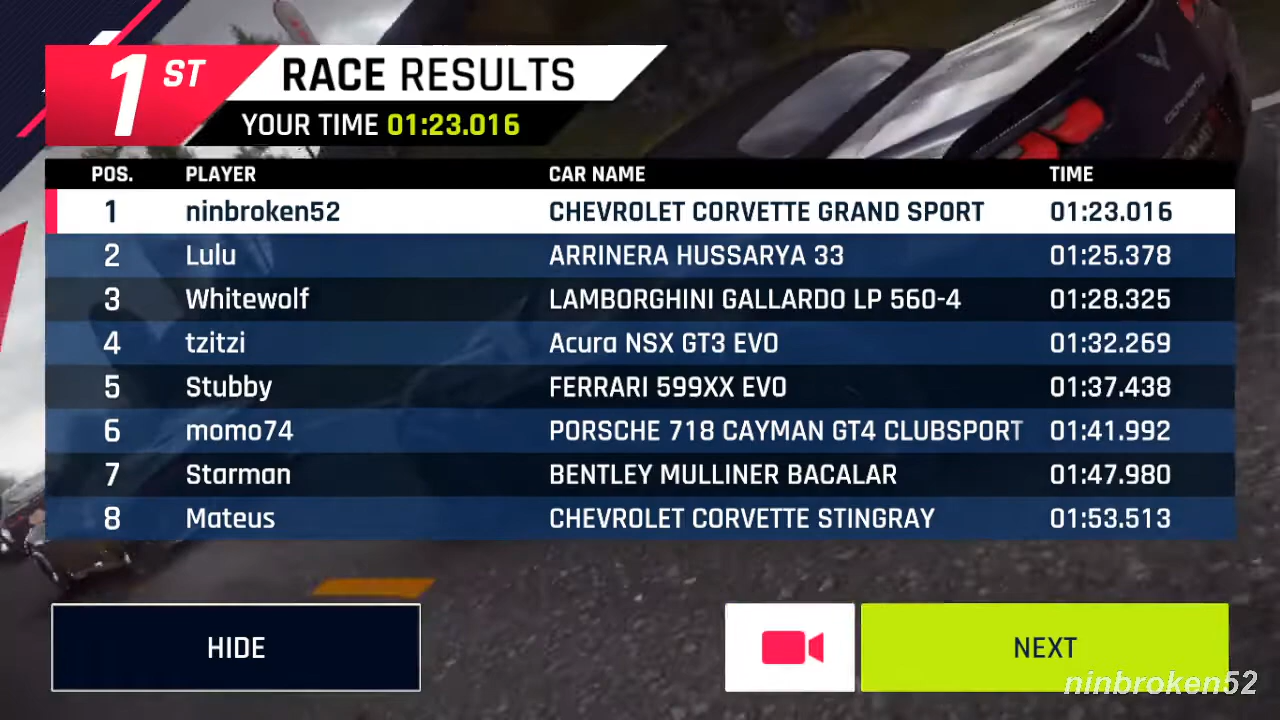 1ST RACE RESULTS
YOUR TIME 01:23.016
POS. PLAYER CAR NAME TIME
1 ninbroken52 CHEVROLET CORVETTE GRAND SPORT 01:23.016
2 Lulu ARRINERA HUSSARYA 33 01:25.378
3 Whitewolf LAMBORGHINI GALLARDO LP 560-4 01:28.325
4 tzitzi Acura NSX GT3 EVO 01:32.269
5 Stubby FERRARI 599XX EVO 01:37.438
6 momo74 PORSCHE 718 CAYMAN GT4 CLUBSPORT 01:41.992
7 Starman BENTLEY MULLINER BACALAR 01:47.980
8 Mateus CHEVROLET CORVETTE STINGRAY 01:53.513
HIDE NEXT
ninbroken52